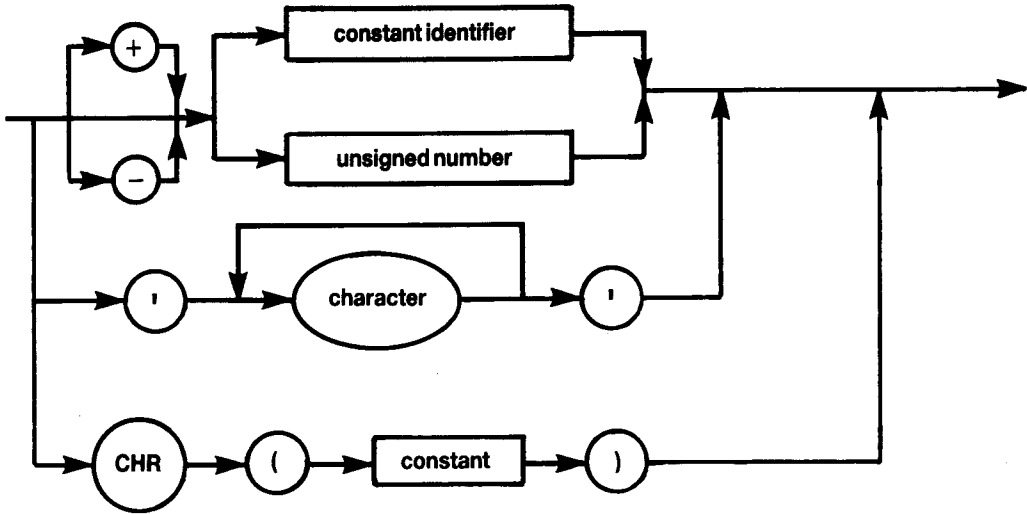 +
constant identifier
unsigned number
-
'
character
'
CHR
(
constant
)